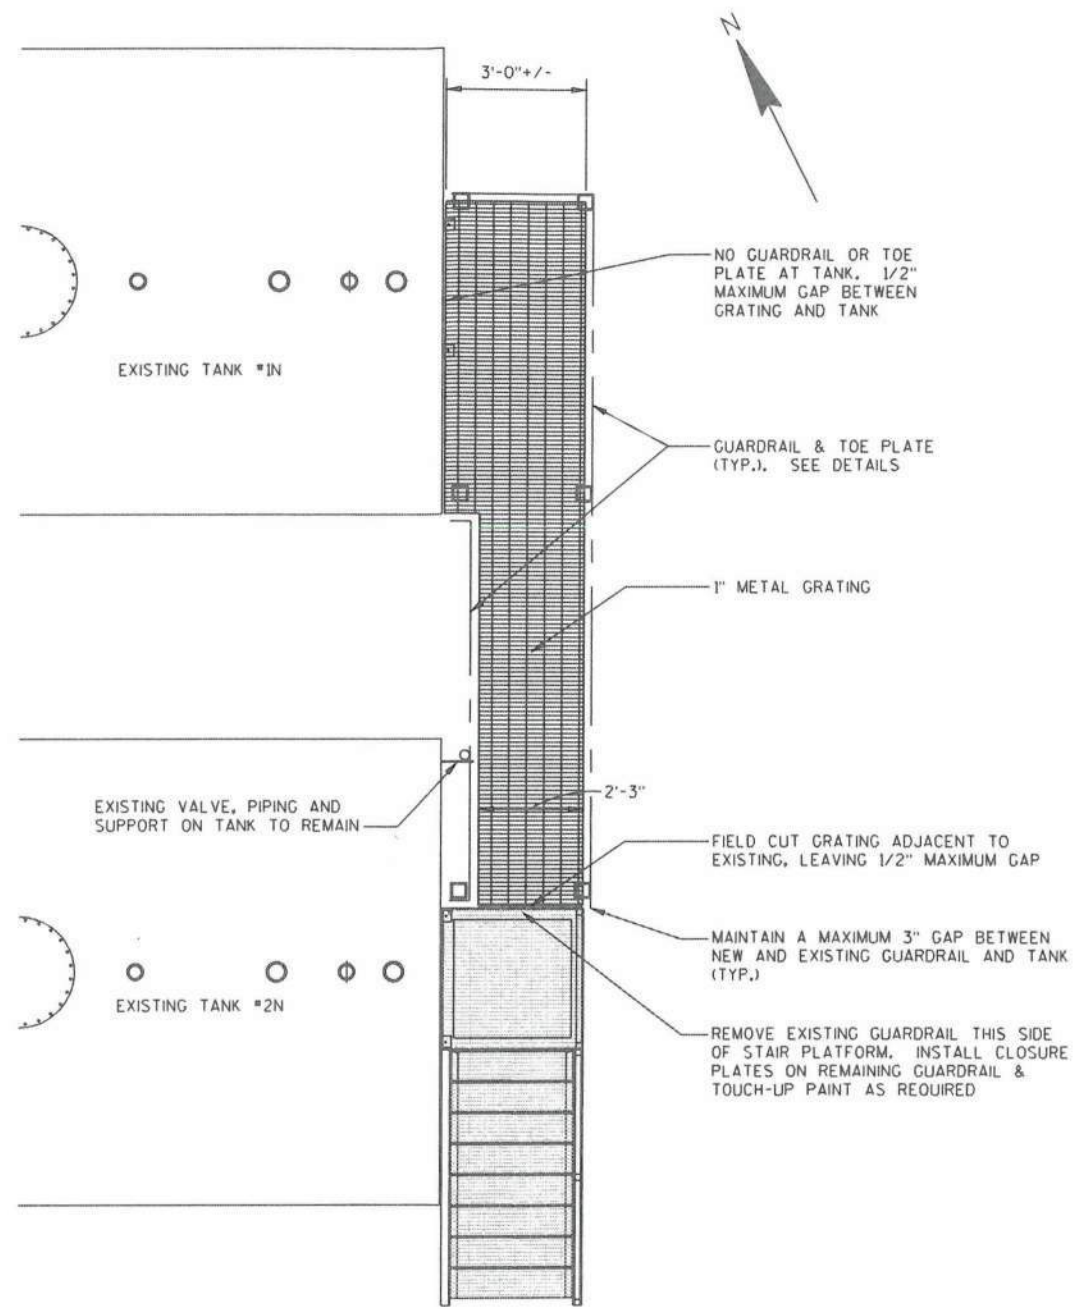 N
3'-0"+/-
NO GUARDRAIL OR TOE
PLATE AT TANK. 1/2"
MAXIMUM GAP BETWEEN
GRATING AND TANK
EXISTING TANK #1N
GUARDRAIL & TOE PLATE
(TYP.). SEE DETAILS
1" METAL GRATING
2'-3"
EXISTING VALVE, PIPING AND
SUPPORT ON TANK TO REMAIN
FIELD CUT GRATING ADJACENT TO
EXISTING, LEAVING 1/2" MAXIMUM GAP
MAINTAIN A MAXIMUM 3" GAP BETWEEN
NEW AND EXISTING GUARDRAIL AND TANK
(TYP.)
EXISTING TANK #2N
REMOVE EXISTING GUARDRAIL THIS SIDE
OF STAIR PLATFORM. INSTALL CLOSURE
PLATES ON REMAINING GUARDRAIL &
TOUCH-UP PAINT AS REQUIRED